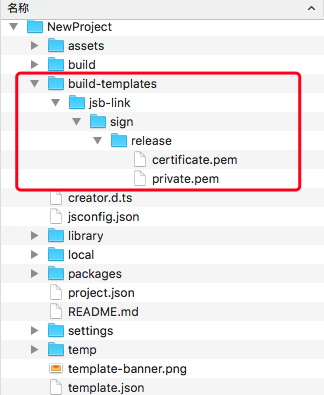 名称
NewProject
assets
build
build-templates
jsb-link
sign
release
certificate.pem
private.pem
creator.d.ts
jsconfig.json
library
local
packages
project.json
README.md
settings
temp
template-banner.png
template.json